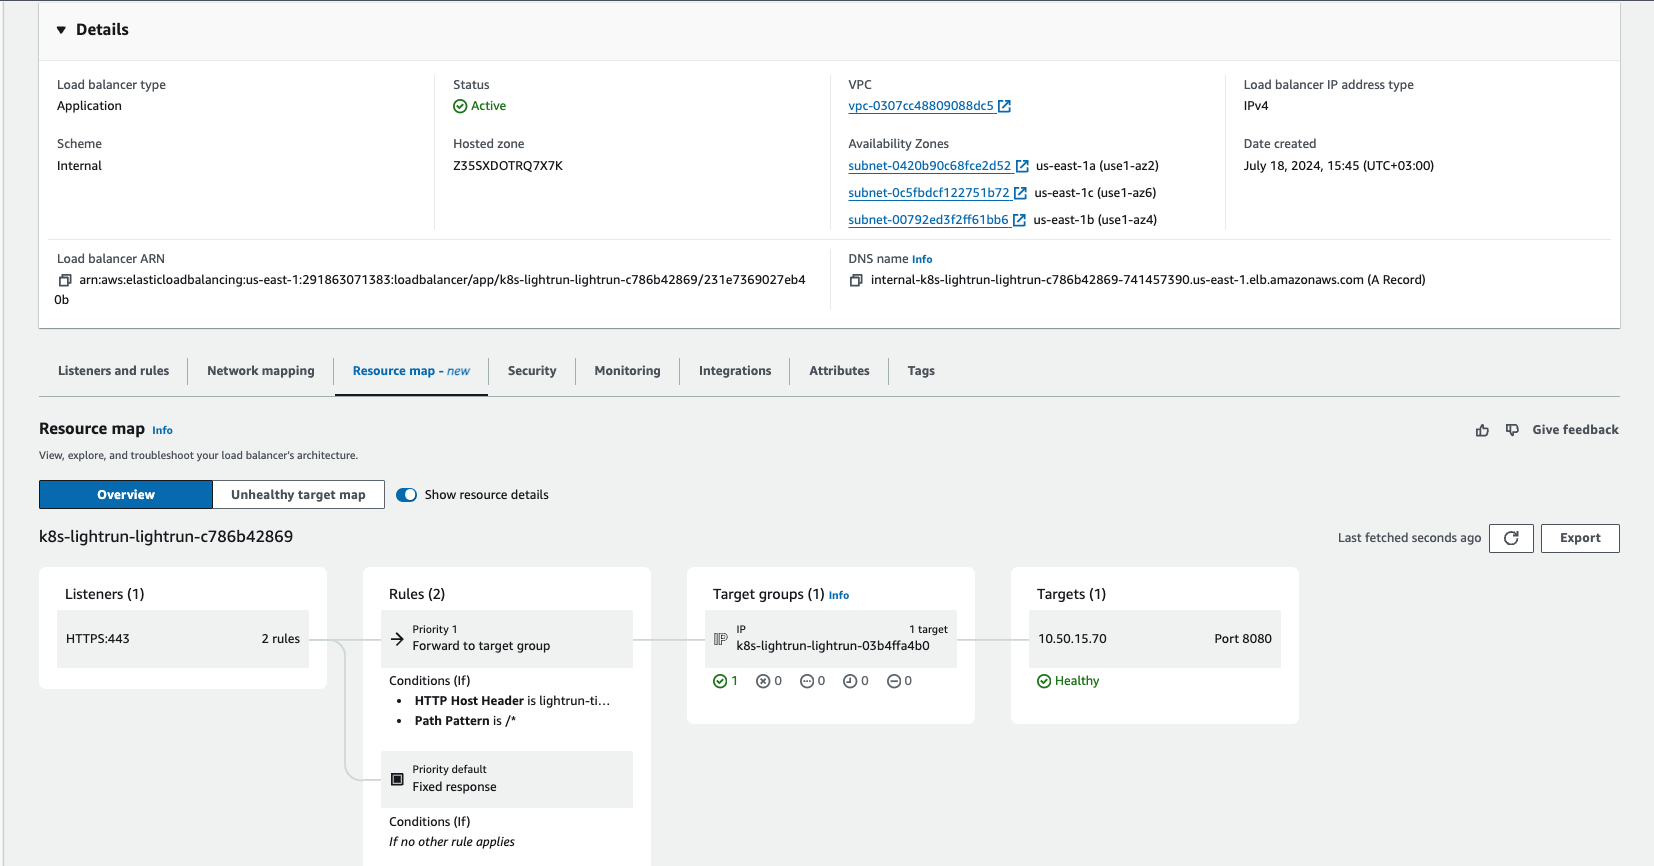 Details
Load balancer type
Application
Status
Active
VPC
vpc-0307cc48809088dc5
Load balancer IP address type
IPv4
Scheme
Internal
Hosted zone
Z35SXDOTRQ7X7K
Availability Zones
subnet-0420b90c68fce2d52 us-east-1a (use1-az2)
subnet-0c5fbdcf122751b72 us-east-1c (use1-az6)
subnet-00792ed3f2ff61bb6 us-east-1b (use1-az4)
Date created
July 18, 2024, 15:45 (UTC+03:00)
Load balancer ARN
arn:aws:elasticloadbalancing:us-east-1:291863071383:loadbalancer/app/k8s-lightrun-lightrun-c786b42869/231e7369027eb4
0b
DNS name Info
internal-k8s-lightrun-lightrun-c786b42869-741457390.us-east-1.elb.amazonaws.com (A Record)
Listeners and rules Network mapping Resource map - new Security Monitoring Integrations Attributes Tags
Resource map Info
Give feedback
View, explore, and troubleshoot your load balancer's architecture.
Overview Unhealthy target map Show resource details
k8s-lightrun-lightrun-c786b42869
Last fetched seconds ago Export
Listeners (1)
HTTPS:443 2 rules
Rules (2)
Priority 1
Forward to target group
Conditions (If)
• HTTP Host Header is lightrun-ti…
• Path Pattern is /*
Priority default
Fixed response
Conditions (If)
If no other rule applies
Target groups (1) Info
IP IP 1 target
k8s-lightrun-lightrun-03b4ffa4b0
1 0 0 0 0
Targets (1)
10.50.15.70 Port 8080
Healthy